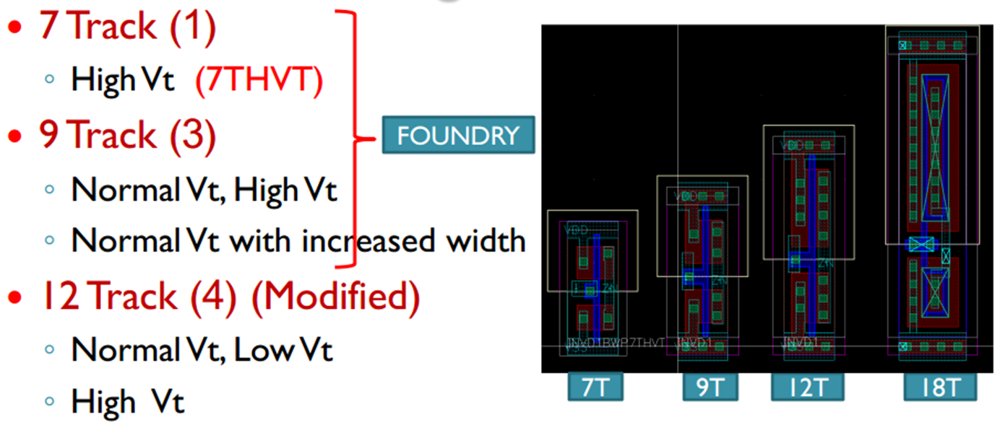 • 7 Track (1)
◦ High Vt (7THVT)
• 9 Track (3)
◦ Normal Vt, High Vt
◦ Normal Vt with increased width
• 12 Track (4) (Modified)
◦ Normal Vt, Low Vt
◦ High Vt
FOUNDRY
VDD
VDD
VDD
ZN
ZN
ZN
INVD1BWP7THVT
INVD1
INVD1
7T
9T
12T
18T